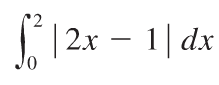 ∫₀² | 2x − 1 | dx